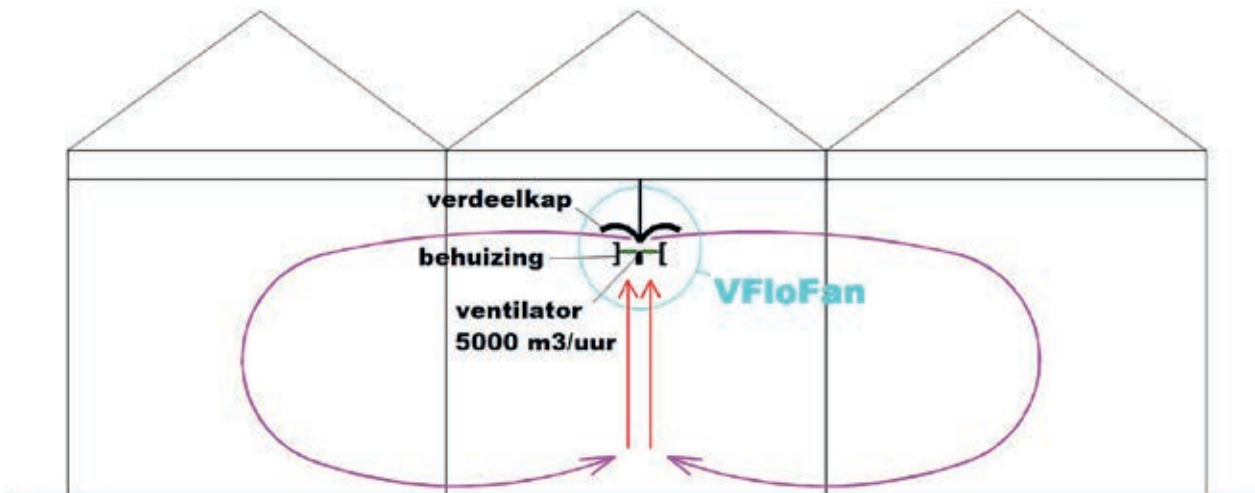 verdeelkap
behuizing
VFloFan
ventilator
5000 m3/uur